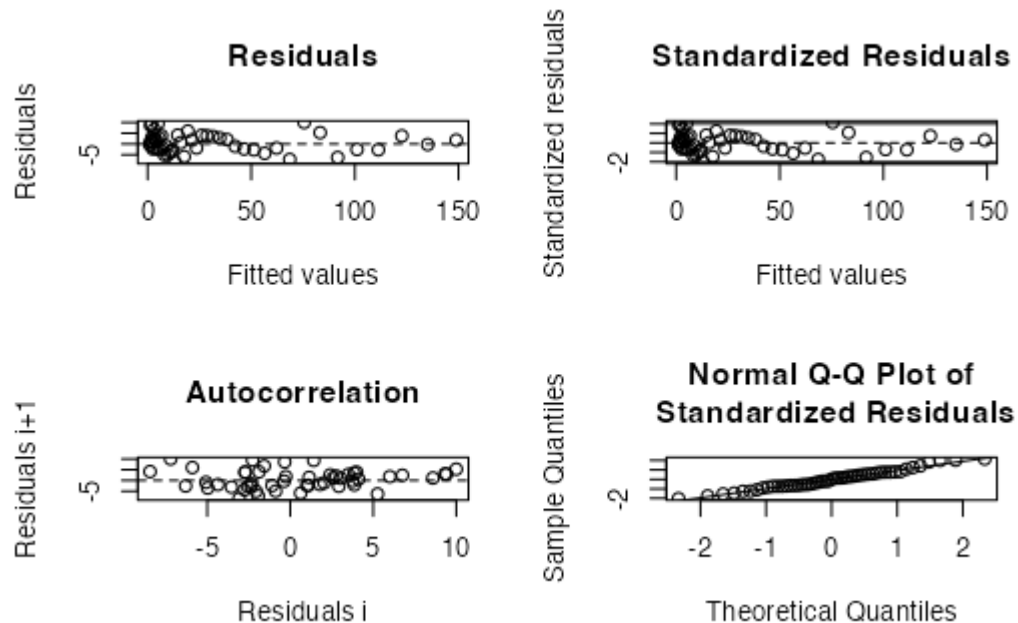 Residuals
Residuals
-5
0 50 100 150
Fitted values
Standardized Residuals
Standardized residuals
-2
0 50 100 150
Fitted values
Autocorrelation
Residuals i+1
-5
-5 0 5 10
Residuals i
Normal Q-Q Plot of
Standardized Residuals
Sample Quantiles
-2
-2 -1 0 1 2
Theoretical Quantiles